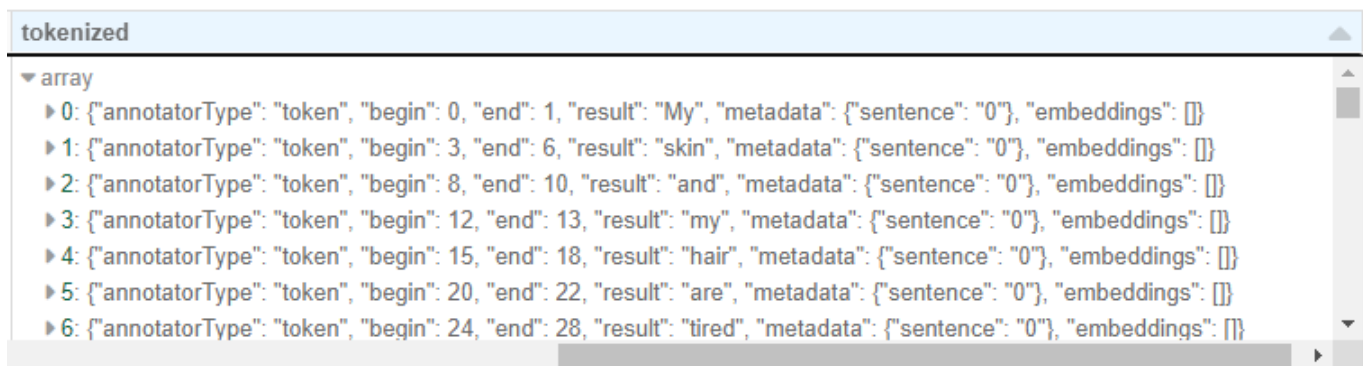 tokenized
array
0: {"annotatorType": "token", "begin": 0, "end": 1, "result": "My", "metadata": {"sentence": "0"}, "embeddings": []}
1: {"annotatorType": "token", "begin": 3, "end": 6, "result": "skin", "metadata": {"sentence": "0"}, "embeddings": []}
2: {"annotatorType": "token", "begin": 8, "end": 10, "result": "and", "metadata": {"sentence": "0"}, "embeddings": []}
3: {"annotatorType": "token", "begin": 12, "end": 13, "result": "my", "metadata": {"sentence": "0"}, "embeddings": []}
4: {"annotatorType": "token", "begin": 15, "end": 18, "result": "hair", "metadata": {"sentence": "0"}, "embeddings": []}
5: {"annotatorType": "token", "begin": 20, "end": 22, "result": "are", "metadata": {"sentence": "0"}, "embeddings": []}
6: {"annotatorType": "token", "begin": 24, "end": 28, "result": "tired", "metadata": {"sentence": "0"}, "embeddings": []}